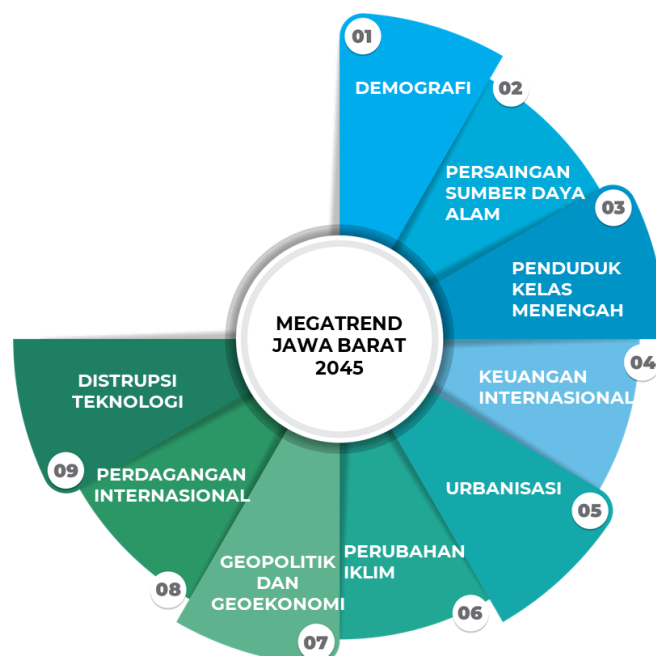 01
DEMOGRAFI
02
PERSAINGAN
SUMBER DAYA
ALAM
03
PENDUDUK
KELAS
MENENGAH
04
KEUANGAN
INTERNASIONAL
05
URBANISASI
06
PERUBAHAN
IKLIM
07
GEOPOLITIK
DAN
GEOEKONOMI
08
PERDAGANGAN
INTERNASIONAL
09
DISTRUPSI
TEKNOLOGI
MEGATREND
JAWA BARAT
2045